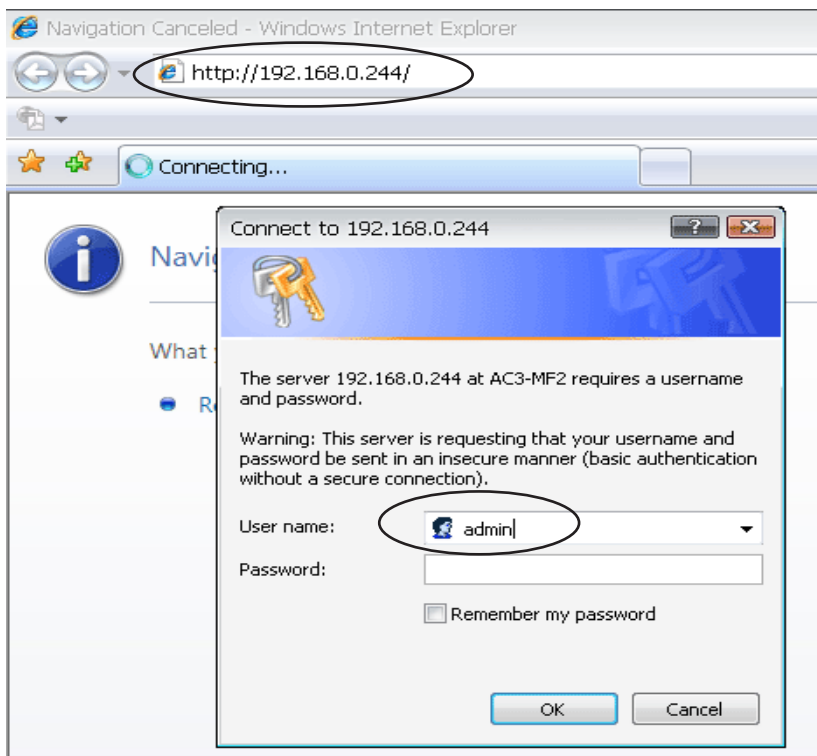 Navigation Canceled - Windows Internet Explorer
http://192.168.0.244/
Connecting...
Connect to 192.168.0.244
?
Navi
What
The server 192.168.0.244 at AC3-MF2 requires a username
and password.
R
Warning: This server is requesting that your username and
password be sent in an insecure manner (basic authentication
without a secure connection).
User name:
admin
Password:
Remember my password
OK
Cancel